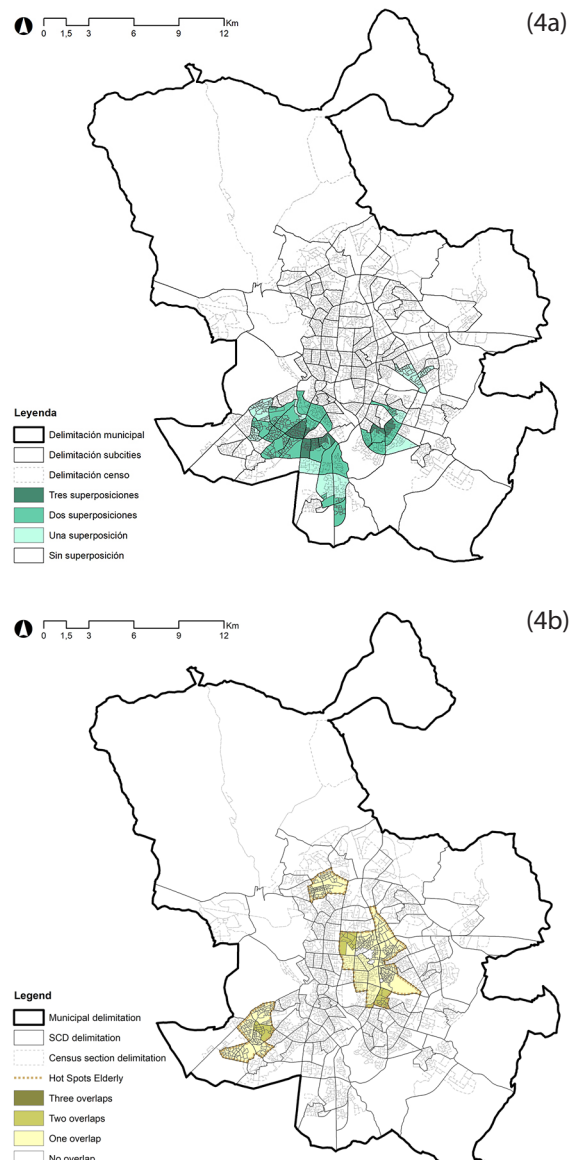 (4a)
Km
0 1,5 3 6 9 12
Leyenda
Delimitación municipal
Delimitación subcities
Delimitación censo
Tres superposiciones
Dos superposiciones
Una superposición
Sin superposición
(4b)
Km
0 1,5 3 6 9 12
Legend
Municipal delimitation
SCD delimitation
Census section delimitation
Hot Spots Elderly
Three overlaps
Two overlaps
One overlap
No overlap